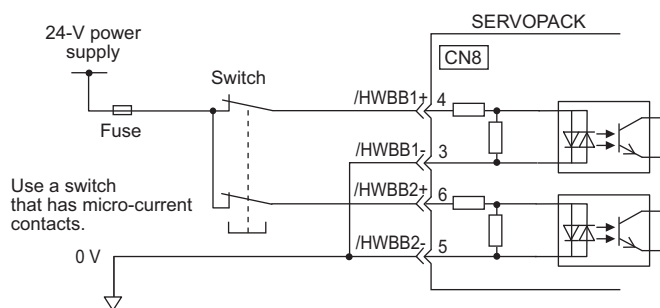 SERVOPACK
24-V power
supply
CN8
Switch
/HWBB1+ 4
Fuse
/HWBB1- 3
Use a switch
that has micro-current
contacts.
/HWBB2+ 6
0 V
/HWBB2- 5